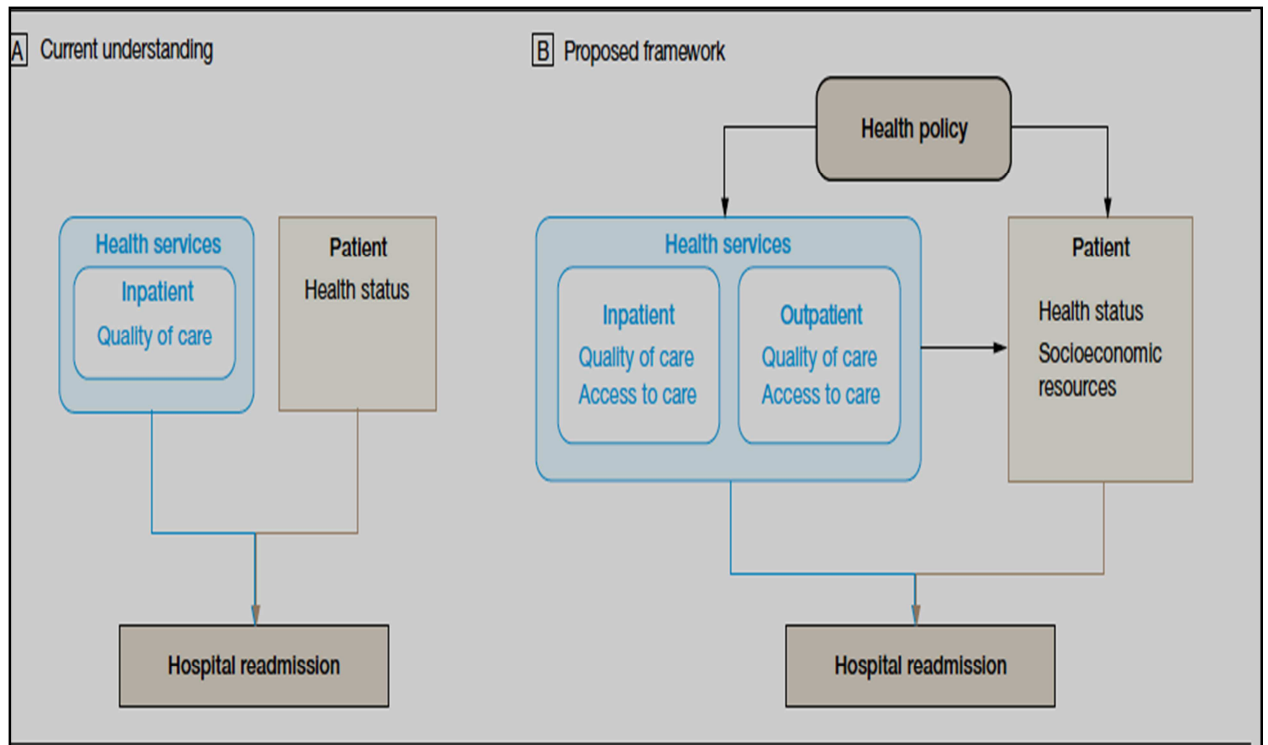 A Current understanding
Health services
Inpatient
Quality of care
Patient
Health status
Hospital readmission
B Proposed framework
Health policy
Health services
Inpatient
Quality of care
Access to care
Outpatient
Quality of care
Access to care
Patient
Health status
Socioeconomic
resources
Hospital readmission